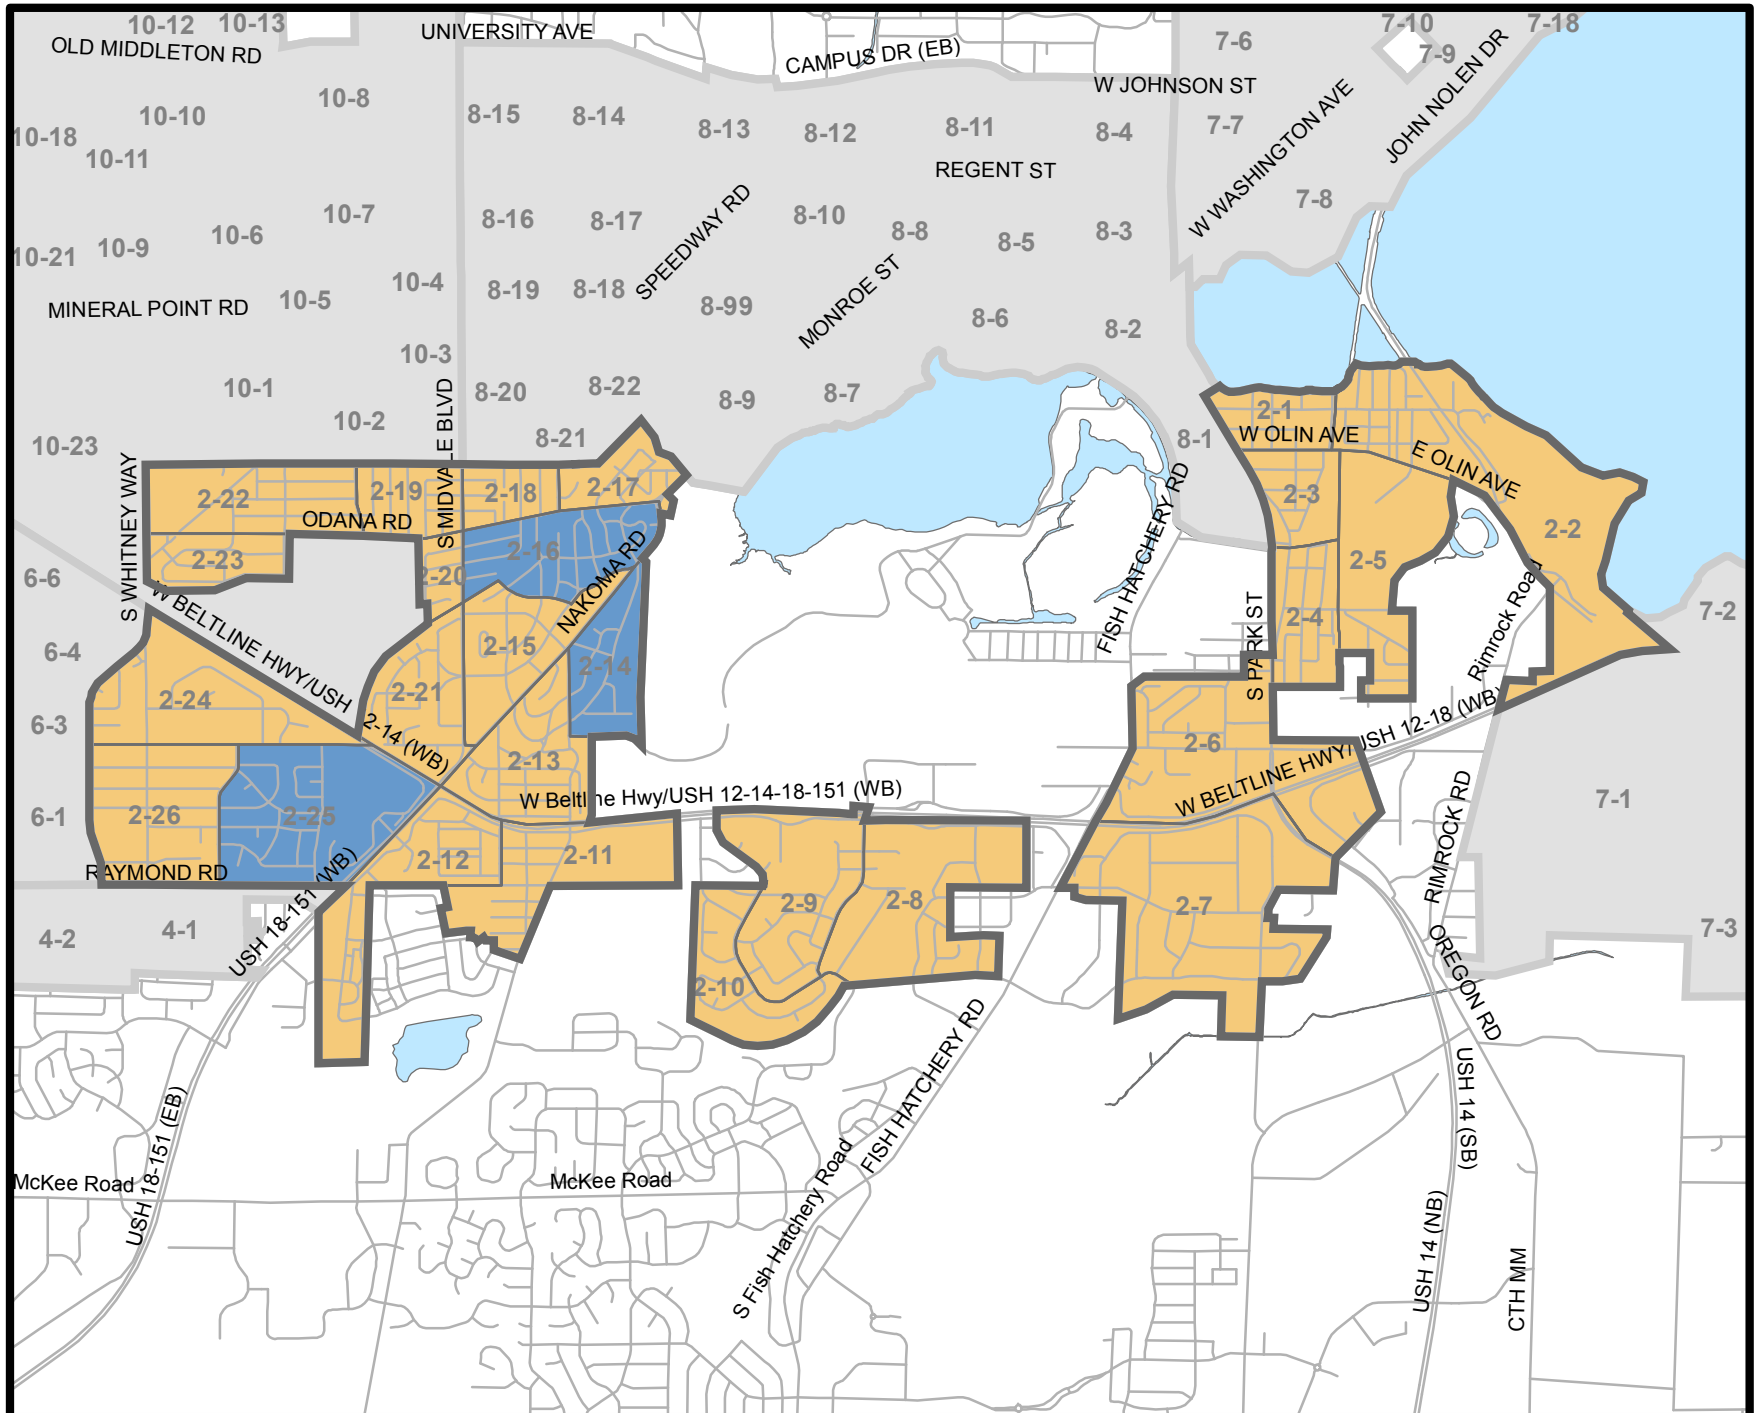 10-12
10-13
7-10
7-18
UNIVERSITY AVE
OLD MIDDLETON RD
7-6
7-9
CAMPUS DR (EB)
W JOHNSON ST
JOHN NOLEN DR
10-8
10-10
8-15
8-14
8-13
8-12
8-11
8-4
7-7
10-18
10-11
W WASHINGTON AVE
REGENT ST
7-8
10-7
8-16
8-17
8-10
8-8
8-5
8-3
10-6
10-9
10-21
SPEEDWAY RD
10-4
8-19
8-18
10-5
8-99
MONROE ST
8-6
8-2
MINERAL POINT RD
10-3
10-1
8-20
8-22
8-9
8-7
10-2
S MIDVALE BLVD
10-23
8-21
8-1
2-1
W OLIN AVE
E OLIN AVE
S WHITNEY WAY
2-22
2-19
2-18
2-17
2-3
ODANA RD
2-2
2-16
2-23
2-20
NAKOMA RD
FISH HATCHERY RD
2-5
6-6
7-2
W BELTLINE HWY/USH
2-14 (WB)
2-4
S PARK ST
Rimrock Road
6-4
2-15
2-14
2-21
2-24
6-3
2-6
W BELTLINE HWY/USH 12-18 (WB)
2-13
W Beltline Hwy/USH 12-14-18-151 (WB)
7-1
6-1
2-26
2-25
RIMROCK RD
2-12
2-11
RAYMOND RD
2-9
2-8
2-7
USH 18-151 (WB)
4-2
4-1
7-3
2-10
OREGON RD
FISH HATCHERY RD
USH 14 (SB)
USH 18-151 (EB)
McKee Road
McKee Road
S Fish Hatchery Road
USH 14 (NB)
CTH MM